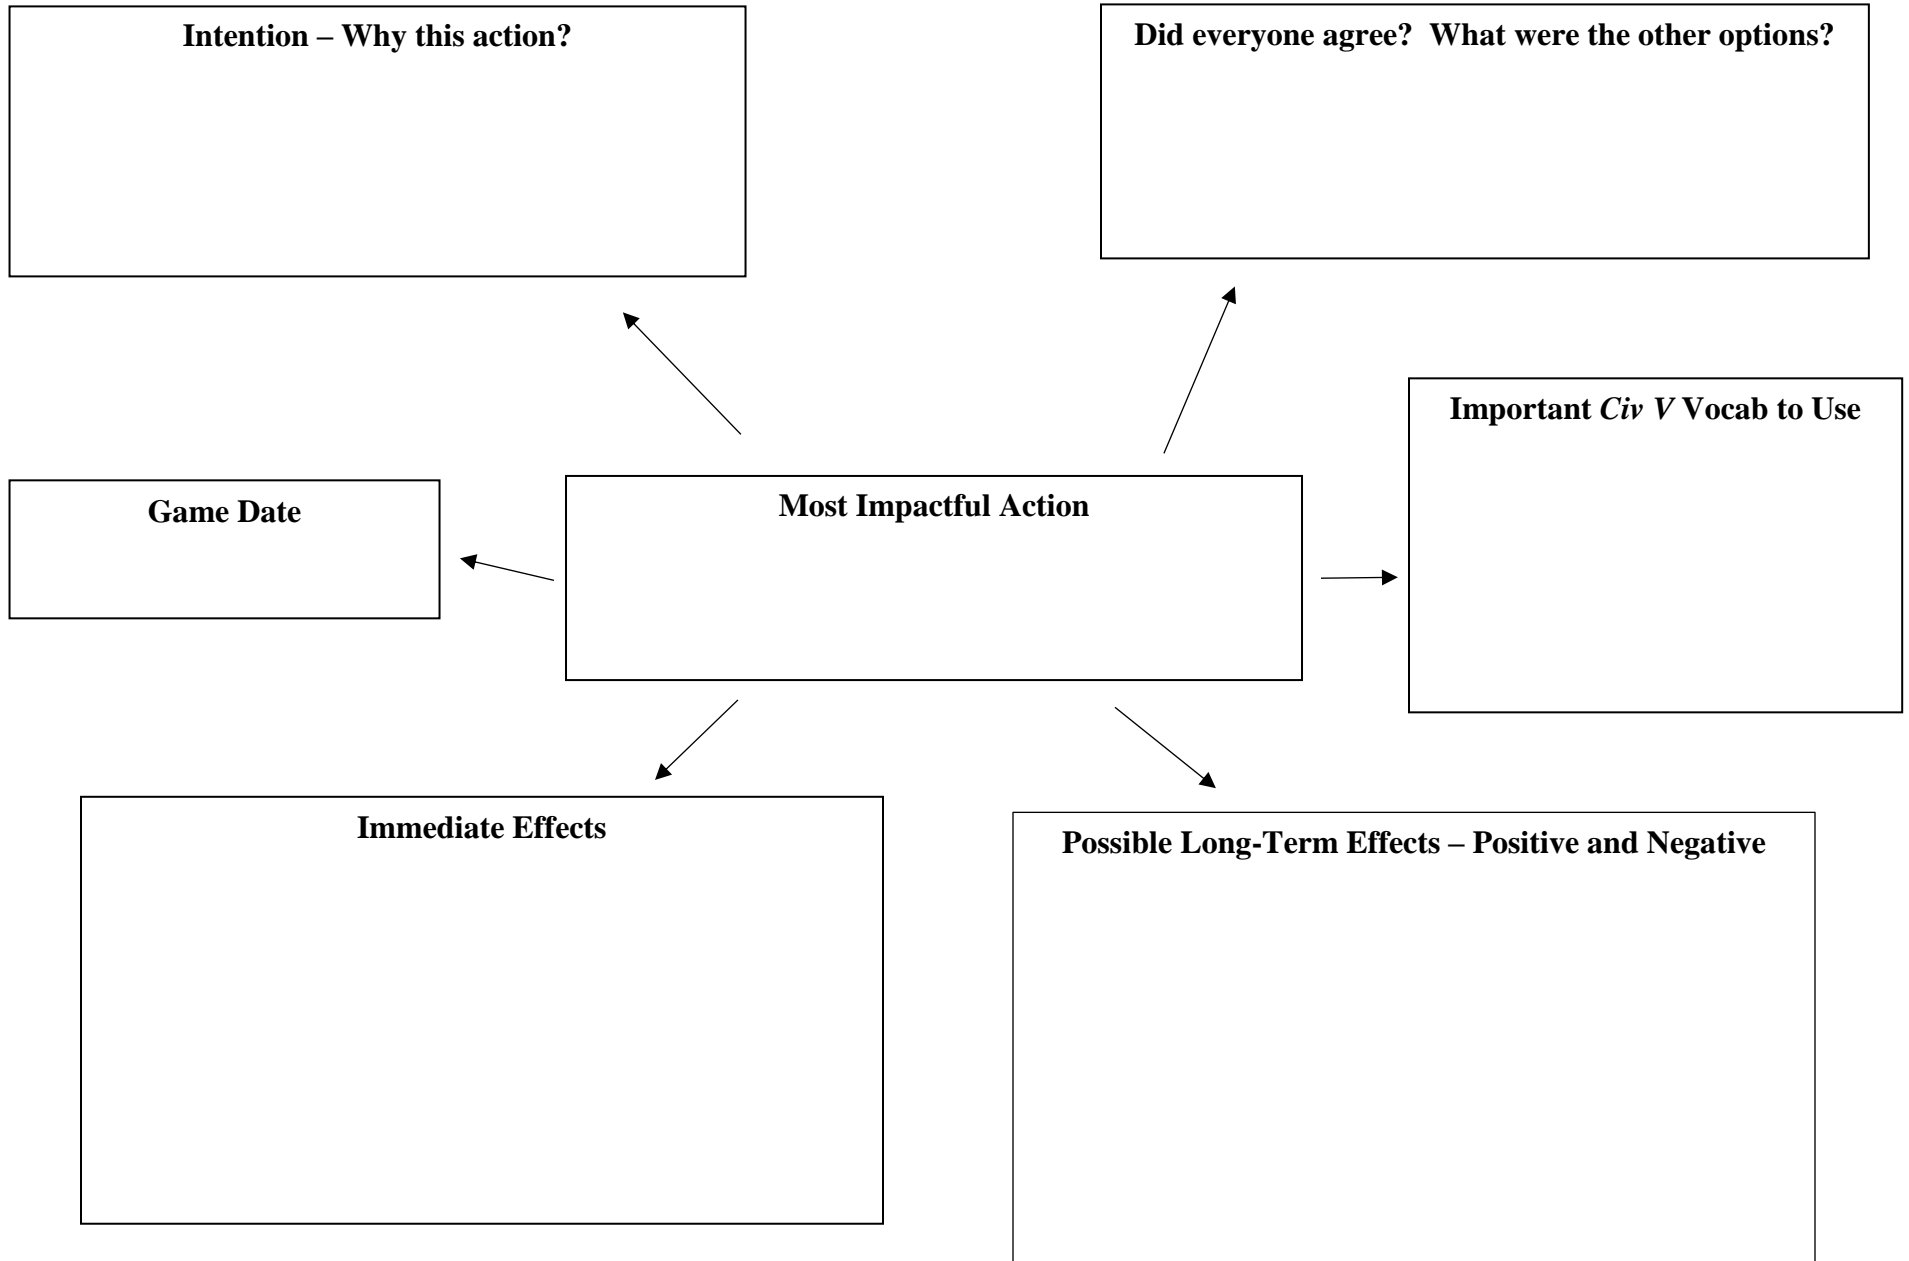 Intention – Why this action?
Did everyone agree?  What were the other options?
Important Civ V Vocab to Use
Game Date
Most Impactful Action
Immediate Effects
Possible Long-Term Effects – Positive and Negative